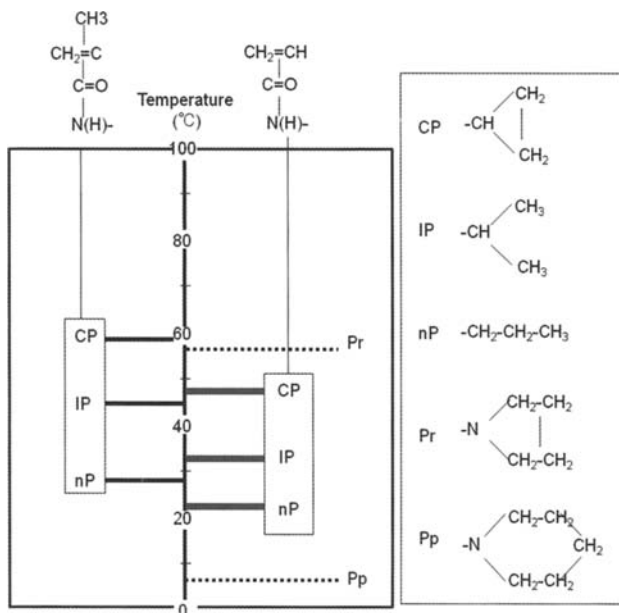 CH3
CH2=C
C=O
N(H)-
CH2=CH
C=O
N(H)-
Temperature
(°C)
100
80
60
40
20
0
CP
IP
nP
CP
IP
nP
Pr
Pp
CP -CH CH2
CH2
IP -CH CH3
CH3
nP -CH2-CH2-CH3
Pr -N CH2-CH2
CH2-CH2
Pp -N CH2-CH2
CH2
CH2-CH2